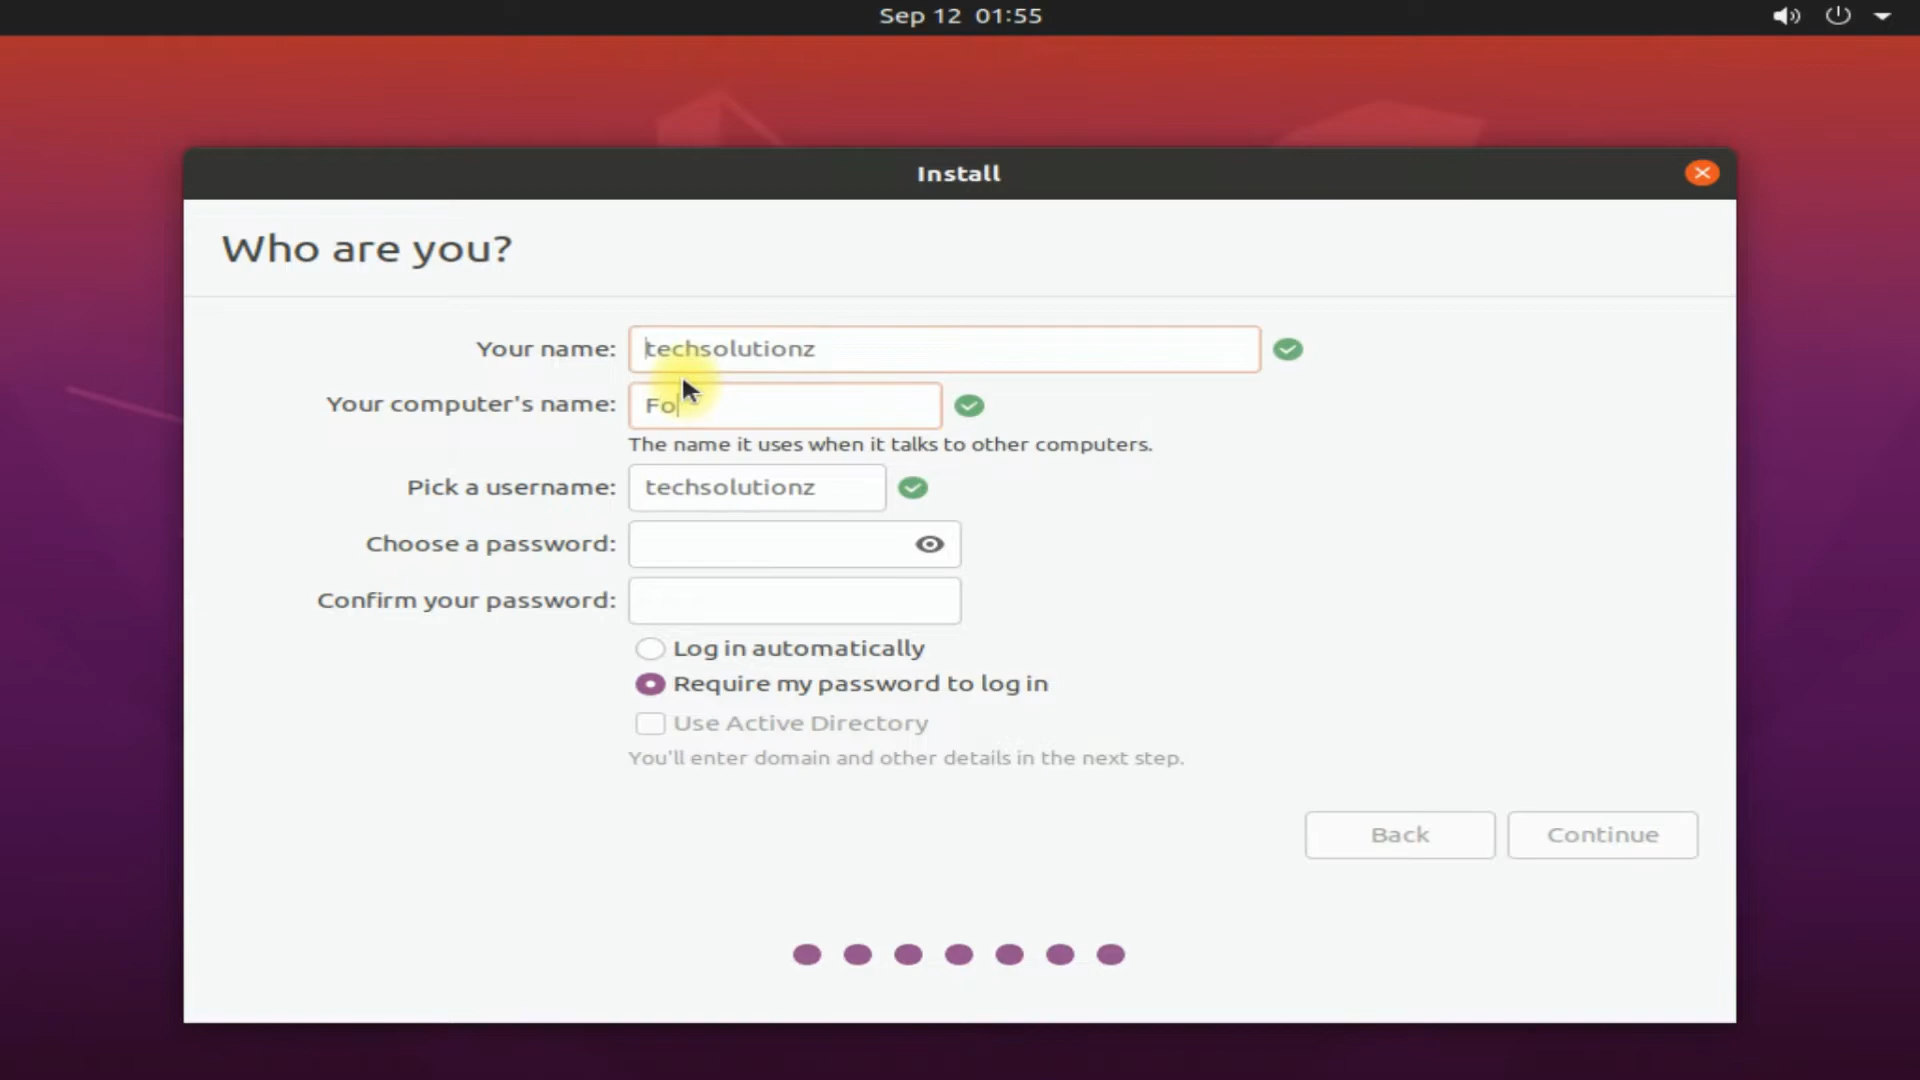 Sep 12 01:55
Install
Who are you?
Your name: techsolutionz
Your computer's name: Fo
The name it uses when it talks to other computers.
Pick a username: techsolutionz
Choose a password:
Confirm your password:
Log in automatically
Require my password to log in
Use Active Directory
You'll enter domain and other details in the next step.
Back Continue